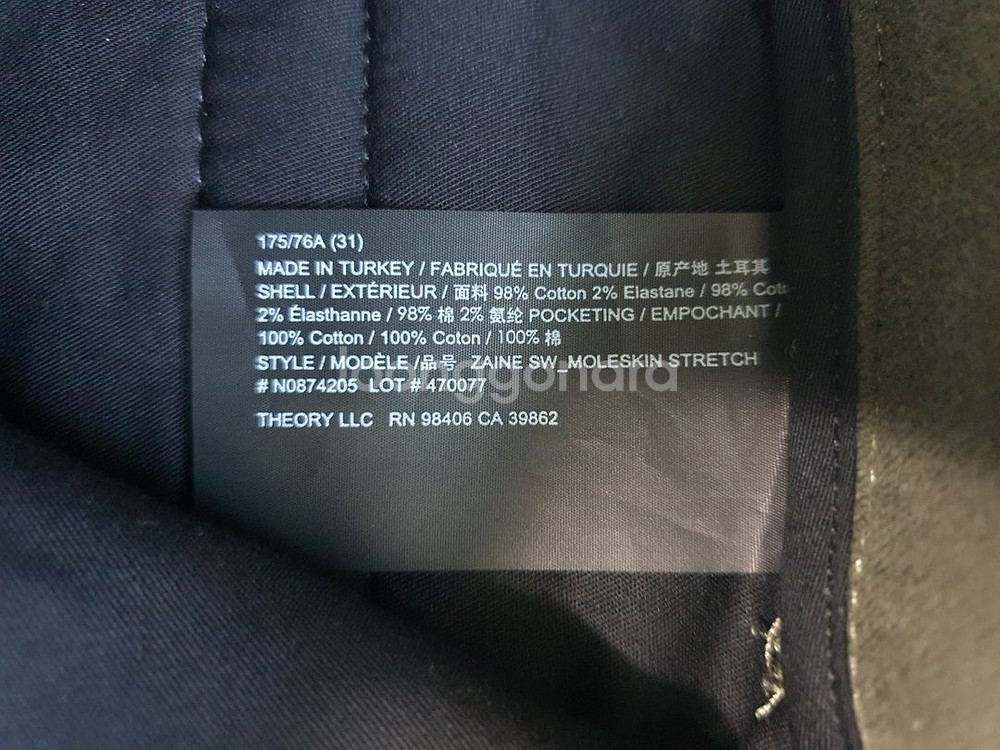 175/76A (31)
MADE IN TURKEY / FABRIQUÉ EN TURQUIE / 原产地 土耳其
SHELL / EXTÉRIEUR / 面料 98% Cotton 2% Elastane / 98% Cot
2% Élasthanne / 98% 棉 2% 氨纶 POCKETING / EMPOCHANT /
100% Cotton / 100% Coton / 100% 棉
STYLE / MODÈLE /品号 ZAINE SW_MOLESKIN STRETCH
# N0874205 LOT # 470077
THEORY LLC RN 98406 CA 39862